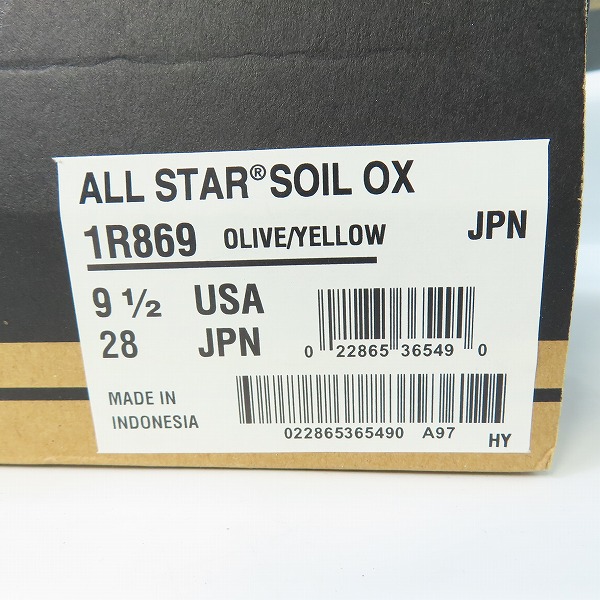 ALL STAR® SOIL OX
1R869 OLIVE/YELLOW JPN
9 ½ USA
28 JPN
0 22865 36549 0
MADE IN
INDONESIA
022865365490 A97
HY